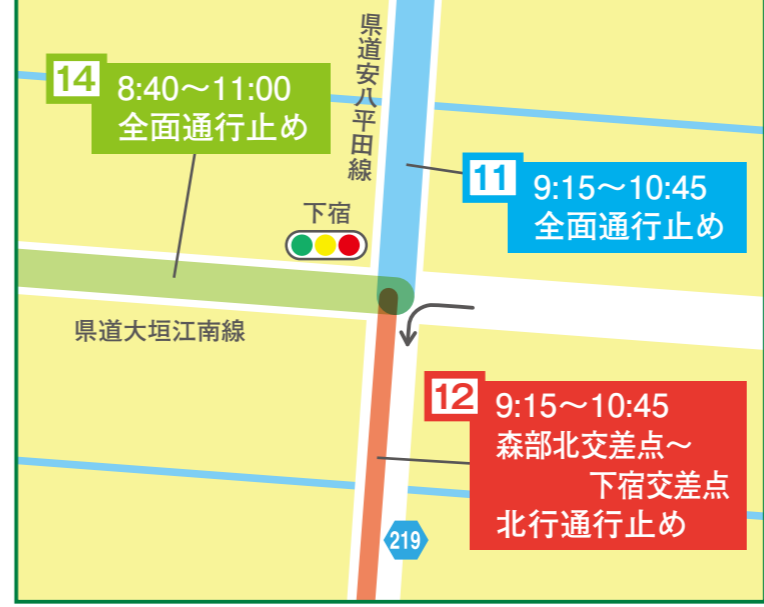 県道安八平田線
14
8:40～11:00
全面通行止め
11
9:15～10:45
全面通行止め
下宿
県道大垣江南線
12
9:15～10:45
森部北交差点～
下宿交差点
北行通行止め
219